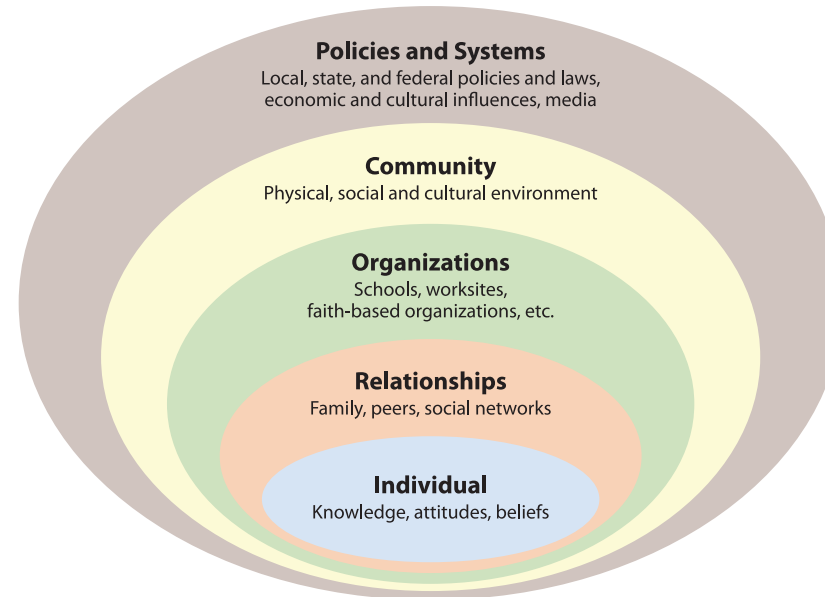 Policies and Systems
Local, state, and federal policies and laws,
economic and cultural influences, media
Community
Physical, social and cultural environment
Organizations
Schools, worksites,
faith-based organizations, etc.
Relationships
Family, peers, social networks
Individual
Knowledge, attitudes, beliefs